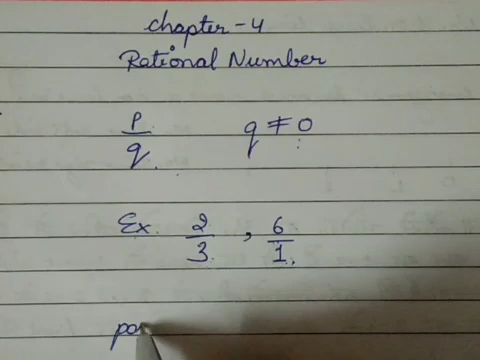 chapter - 4
Rational Number
p/q q ≠ 0
Ex. 2/3 , 6/1